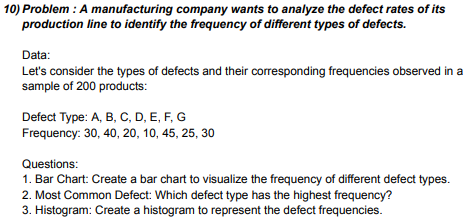 10) Problem : A manufacturing company wants to analyze the defect rates of its
production line to identify the frequency of different types of defects.
Data:
Let's consider the types of defects and their corresponding frequencies observed in a
sample of 200 products:
Defect Type: A, B, C, D, E, F, G
Frequency: 30, 40, 20, 10, 45, 25, 30
Questions:
1. Bar Chart: Create a bar chart to visualize the frequency of different defect types.
2. Most Common Defect: Which defect type has the highest frequency?
3. Histogram: Create a histogram to represent the defect frequencies.